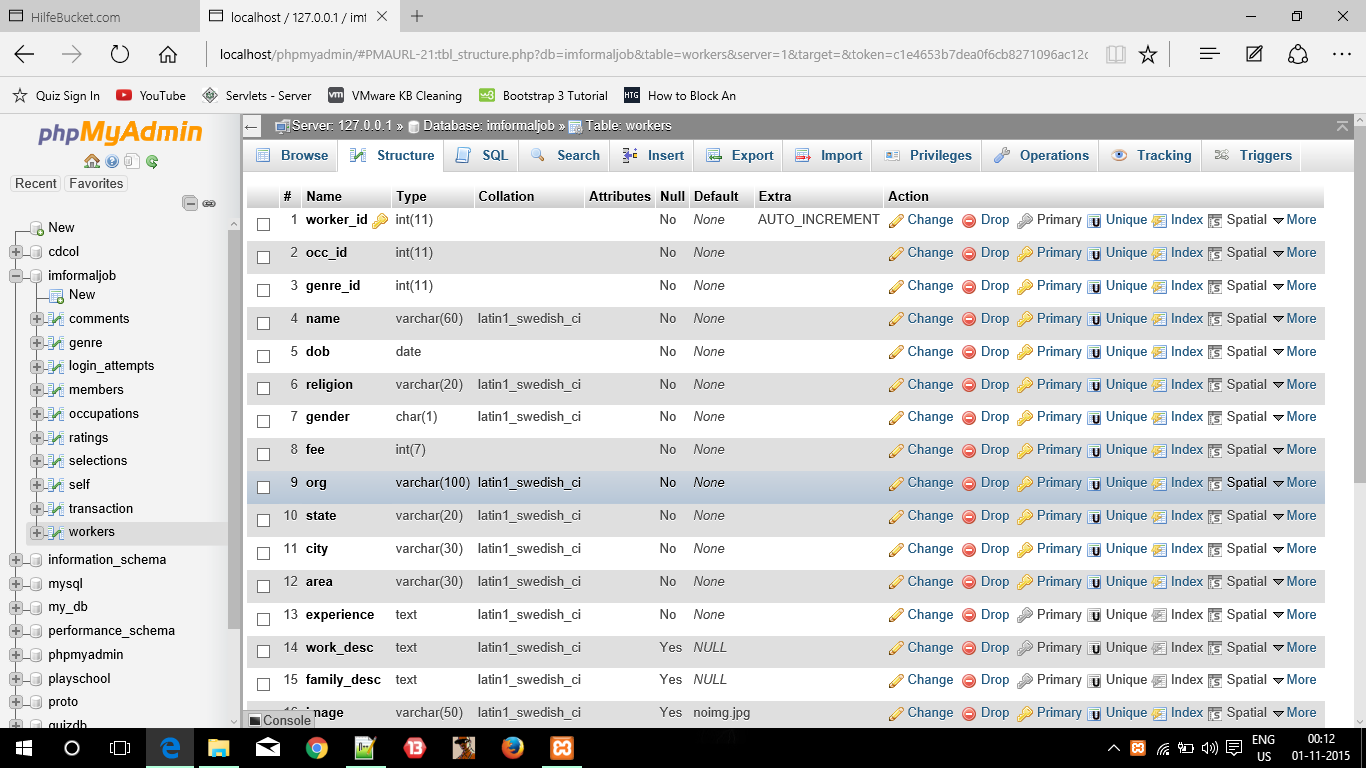 HilfeBucket.com
localhost / 127.0.0.1 / imf
localhost/phpmyadmin/#PMAURL-21:tbl_structure.php?db=imformaljob&table=workers&server=1&target=&token=c1e4653b7dea0f6cb8271096ac12c
Quiz Sign In YouTube Servlets - Server VMware KB Cleaning Bootstrap 3 Tutorial How to Block An
phpMyAdmin
Recent Favorites
New
cdcol
imformaljob
New
comments
genre
login_attempts
members
occupations
ratings
selections
self
transaction
workers
information_schema
mysql
my_db
performance_schema
phpmyadmin
playschool
proto
quizdb
Server: 127.0.0.1 » Database: imformaljob » Table: workers
Browse Structure SQL Search Insert Export Import Privileges Operations Tracking Triggers
# Name Type Collation Attributes Null Default Extra Action
1 worker_id int(11) No None AUTO_INCREMENT Change Drop Primary Unique Index Spatial More
2 occ_id int(11) No None Change Drop Primary Unique Index Spatial More
3 genre_id int(11) No None Change Drop Primary Unique Index Spatial More
4 name varchar(60) latin1_swedish_ci No None Change Drop Primary Unique Index Spatial More
5 dob date No None Change Drop Primary Unique Index Spatial More
6 religion varchar(20) latin1_swedish_ci No None Change Drop Primary Unique Index Spatial More
7 gender char(1) latin1_swedish_ci No None Change Drop Primary Unique Index Spatial More
8 fee int(7) No None Change Drop Primary Unique Index Spatial More
9 org varchar(100) latin1_swedish_ci No None Change Drop Primary Unique Index Spatial More
10 state varchar(20) latin1_swedish_ci No None Change Drop Primary Unique Index Spatial More
11 city varchar(30) latin1_swedish_ci No None Change Drop Primary Unique Index Spatial More
12 area varchar(30) latin1_swedish_ci No None Change Drop Primary Unique Index Spatial More
13 experience text latin1_swedish_ci No None Change Drop Primary Unique Index Spatial More
14 work_desc text latin1_swedish_ci Yes NULL Change Drop Primary Unique Index Spatial More
15 family_desc text latin1_swedish_ci Yes NULL Change Drop Primary Unique Index Spatial More
16 image varchar(50) latin1_swedish_ci Yes noimg.jpg Change Drop Primary Unique Index Spatial More
Console
ENG
US
00:12
01-11-2015